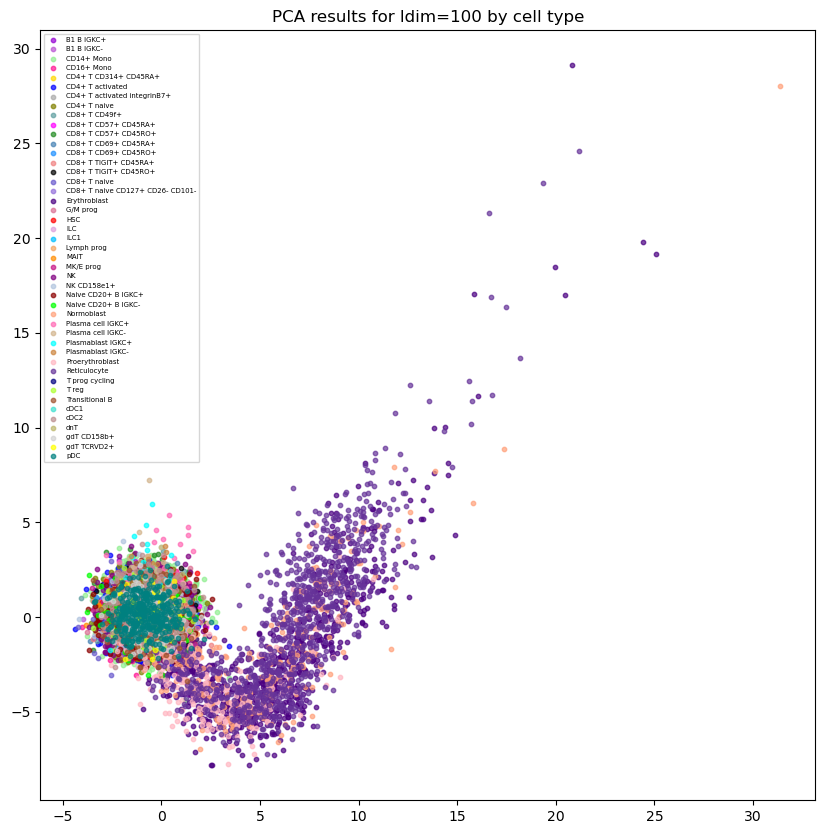 PCA results for ldim=100 by cell type
B1 B IGKC+
B1 B IGKC-
CD14+ Mono
CD16+ Mono
CD4+ T CD314+ CD45RA+
CD4+ T activated
CD4+ T activated integrinB7+
CD4+ T naive
CD8+ T CD49f+
CD8+ T CD57+ CD45RA+
CD8+ T CD57+ CD45RO+
CD8+ T CD69+ CD45RA+
CD8+ T CD69+ CD45RO+
CD8+ T TIGIT+ CD45RA+
CD8+ T TIGIT+ CD45RO+
CD8+ T naive
CD8+ T naive CD127+ CD26- CD101-
Erythroblast
G/M prog
HSC
ILC
ILC1
Lymph prog
MAIT
MK/E prog
NK
NK CD158e1+
Naive CD20+ B IGKC+
Naive CD20+ B IGKC-
Normoblast
Plasma cell IGKC+
Plasma cell IGKC-
Plasmablast IGKC+
Plasmablast IGKC-
Proerythroblast
Reticulocyte
T prog cycling
T reg
Transitional B
cDC1
cDC2
dnT
gdT CD158b+
gdT TCRVD2+
pDC
30
25
20
15
10
5
0
−5
−5 0 5 10 15 20 25 30